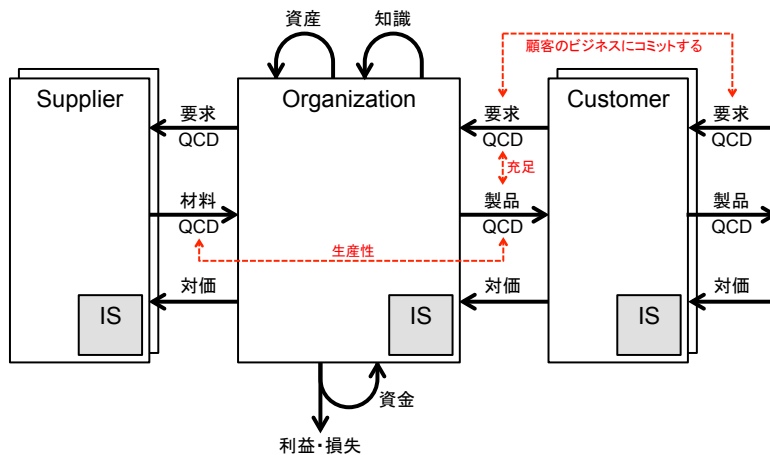 資産
知識
顧客のビジネスにコミットする
Supplier
Organization
Customer
要求
QCD
要求
QCD
要求
QCD
充足
材料
QCD
製品
QCD
製品
QCD
生産性
対価
対価
対価
IS
IS
IS
資金
利益・損失